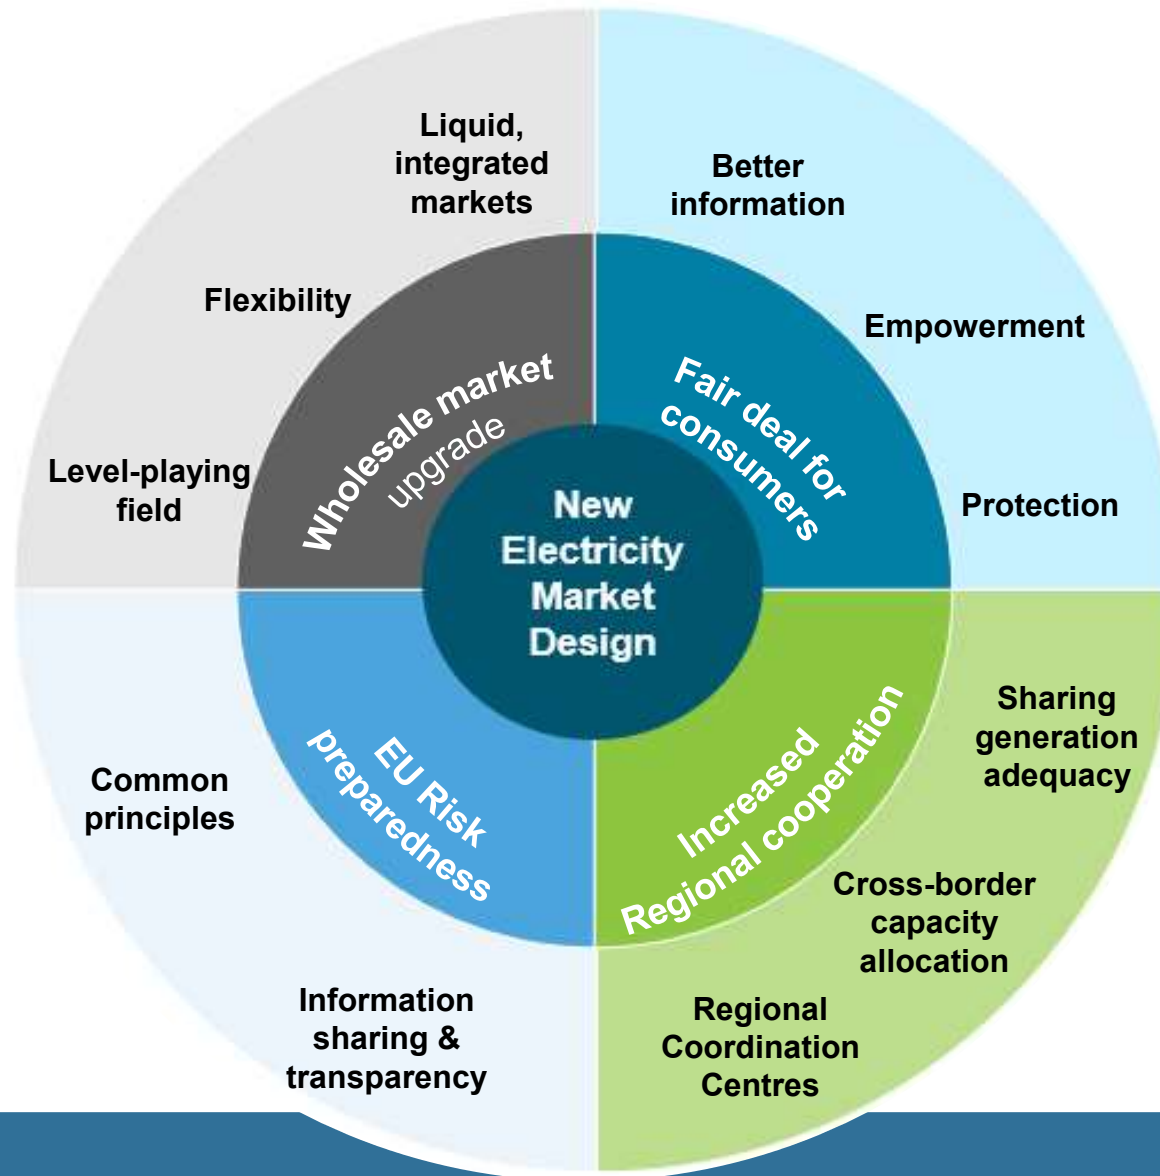 Liquid,
integrated
markets
Flexibility
Level-playing
field
Wholesale market
upgrade
Better
information
Empowerment
Protection
Fair deal for
consumers
New
Electricity
Market
Design
EU Risk
preparedness
Common
principles
Information
sharing &
transparency
Increased
Regional cooperation
Sharing
generation
adequacy
Cross-border
capacity
allocation
Regional
Coordination
Centres